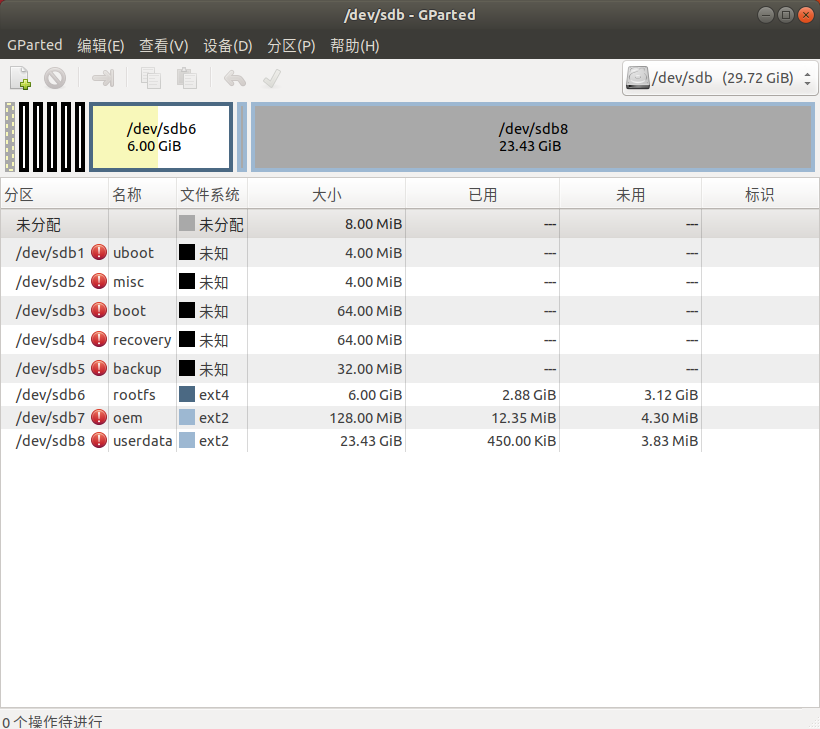 /dev/sdb - GParted
GParted 编辑(E) 查看(V) 设备(D) 分区(P) 帮助(H)
/dev/sdb (29.72 GiB)
/dev/sdb6
6.00 GiB
/dev/sdb8
23.43 GiB
分区 名称 文件系统 大小 已用 未用 标识
未分配 未分配 8.00 MiB --- ---
/dev/sdb1 uboot 未知 4.00 MiB --- ---
/dev/sdb2 misc 未知 4.00 MiB --- ---
/dev/sdb3 boot 未知 64.00 MiB --- ---
/dev/sdb4 recovery 未知 64.00 MiB --- ---
/dev/sdb5 backup 未知 32.00 MiB --- ---
/dev/sdb6 rootfs ext4 6.00 GiB 2.88 GiB 3.12 GiB
/dev/sdb7 oem ext2 128.00 MiB 12.35 MiB 4.30 MiB
/dev/sdb8 userdata ext2 23.43 GiB 450.00 KiB 3.83 MiB
0 个操作待进行